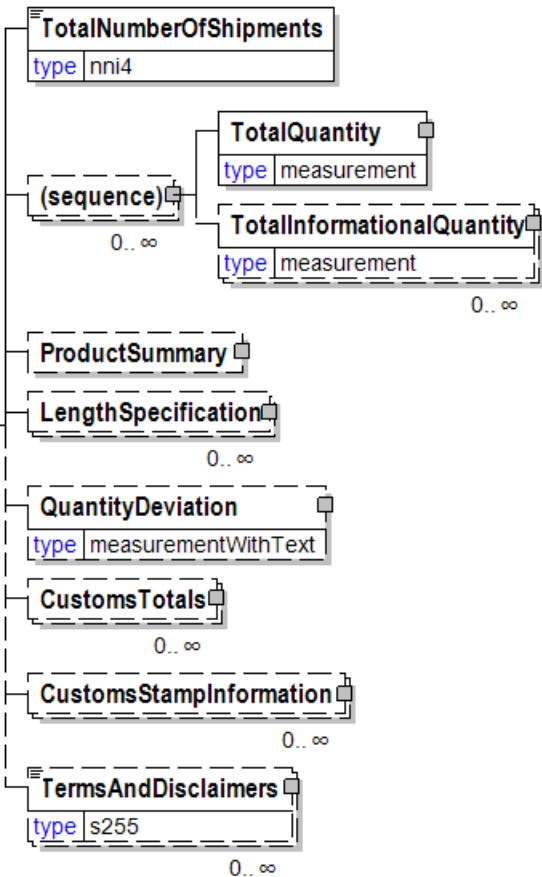 TotalNumberOfShipments
type nni4
TotalQuantity
type measurement
(sequence)
0.. ∞
TotalInformationalQuantity
type measurement
0.. ∞
ProductSummary
LengthSpecification
0.. ∞
QuantityDeviation
type measurementWithText
CustomsTotals
0.. ∞
CustomsStampInformation
0.. ∞
TermsAndDisclaimers
type s255
0.. ∞